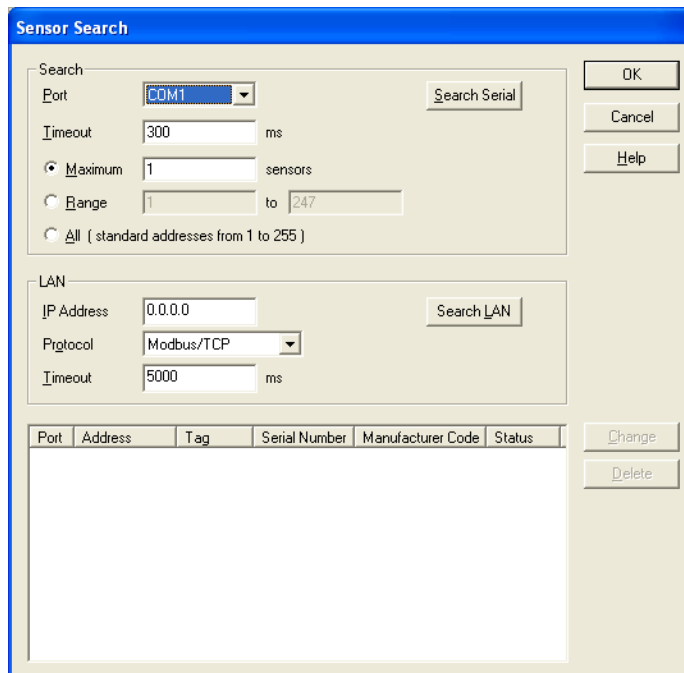 Sensor Search
Search
Port COM1 Search Serial
Timeout 300 ms
Maximum 1 sensors
Range 1 to 247
All ( standard addresses from 1 to 255 )
OK
Cancel
Help
LAN
IP Address 0.0.0.0 Search LAN
Protocol Modbus/TCP
Timeout 5000 ms
Port Address Tag Serial Number Manufacturer Code Status
Change
Delete